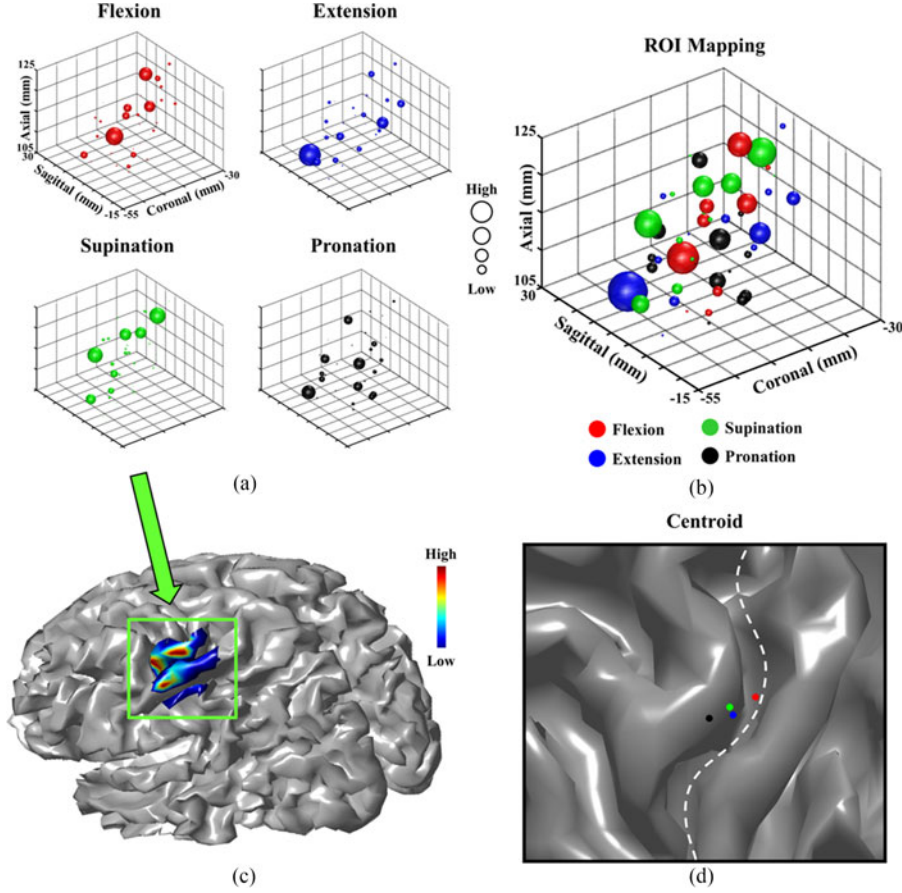 Flexion
Extension
125
Axial (mm)
105
30
Sagittal (mm)
-15
-55
Coronal (mm)
-30
Supination
Pronation
(a)
ROI Mapping
High
Low
125
Axial (mm)
105
30
Sagittal (mm)
-15
-55
Coronal (mm)
-30
Flexion
Supination
Extension
Pronation
(b)
High
Low
(c)
Centroid
(d)